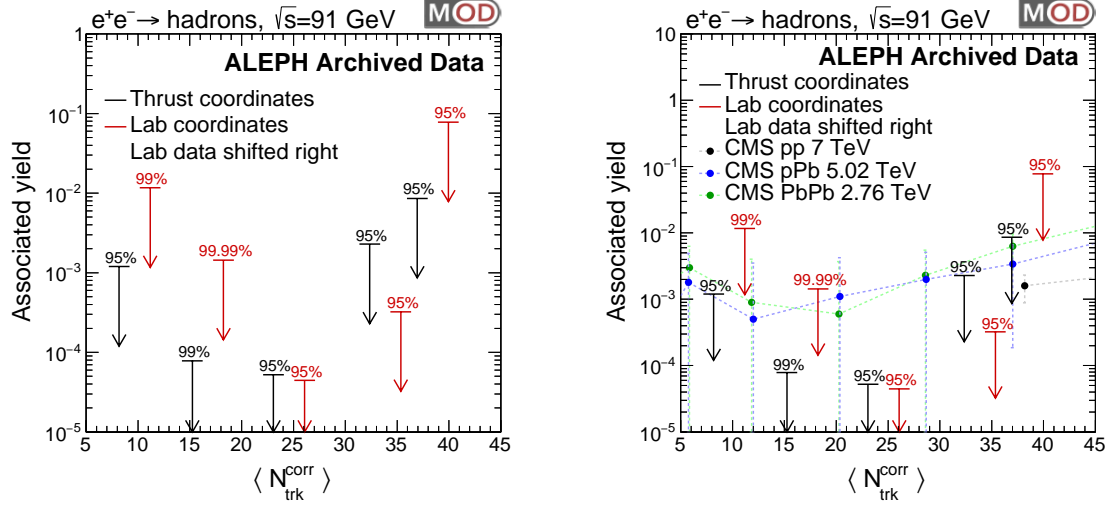 e⁺e⁻→ hadrons, √s=91 GeV
MOD
ALEPH Archived Data
Thrust coordinates
Lab coordinates
Lab data shifted right
1
10⁻¹
10⁻²
10⁻³
10⁻⁴
10⁻⁵
Associated yield
95%
99%
99%
99.99%
95%
95%
95%
95%
95%
95%
5 10 15 20 25 30 35 40 45
⟨ N_trk^corr ⟩
e⁺e⁻→ hadrons, √s=91 GeV
MOD
ALEPH Archived Data
Thrust coordinates
Lab coordinates
Lab data shifted right
CMS pp 7 TeV
CMS pPb 5.02 TeV
CMS PbPb 2.76 TeV
10
1
10⁻¹
10⁻²
10⁻³
10⁻⁴
10⁻⁵
Associated yield
95%
99%
99%
99.99%
95%
95%
95%
95%
95%
95%
5 10 15 20 25 30 35 40 45
⟨ N_trk^corr ⟩